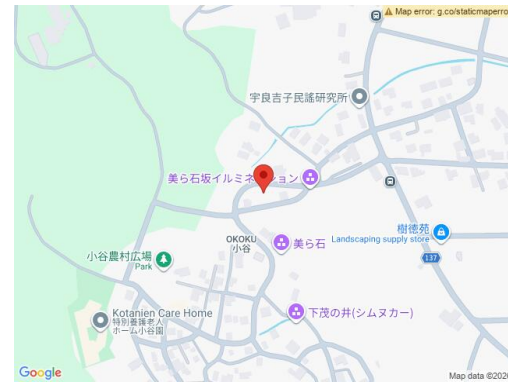 Map error: g.co/staticmaperro
宇良吉子民謡研究所
美ら石坂イルミネーション
樹徳苑
Landscaping supply store
OKOKU
小谷
美ら石
137
小谷農村広場
Park
Kotanien Care Home
特別養護老人
ホーム小谷園
下茂の井(シムヌカー)
Google
Map data ©2026